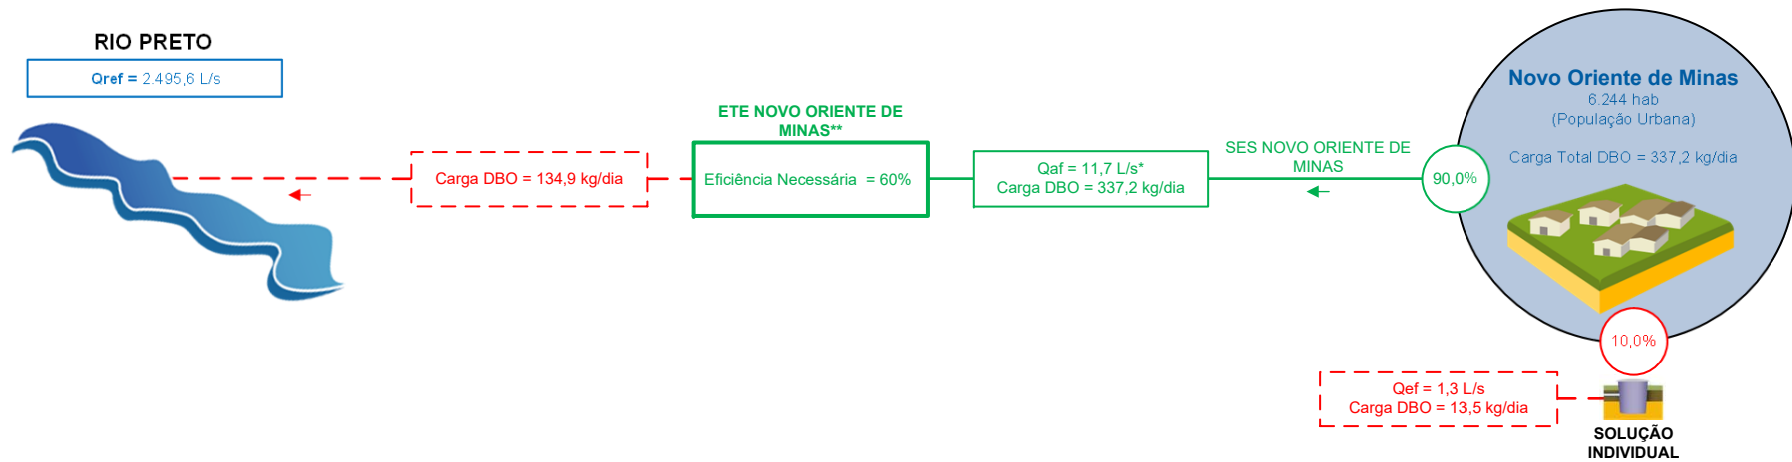 RIO PRETO
Qref = 2.495,6 L/s
Carga DBO = 134,9 kg/dia
ETE NOVO ORIENTE DE
MINAS**
Eficiência Necessária = 60%
Qaf = 11,7 L/s*
Carga DBO = 337,2 kg/dia
SES NOVO ORIENTE DE
MINAS
90,0%
Novo Oriente de Minas
6.244 hab
(População Urbana)
Carga Total DBO = 337,2 kg/dia
10,0%
Qef = 1,3 L/s
Carga DBO = 13,5 kg/dia
SOLUÇÃO
INDIVIDUAL